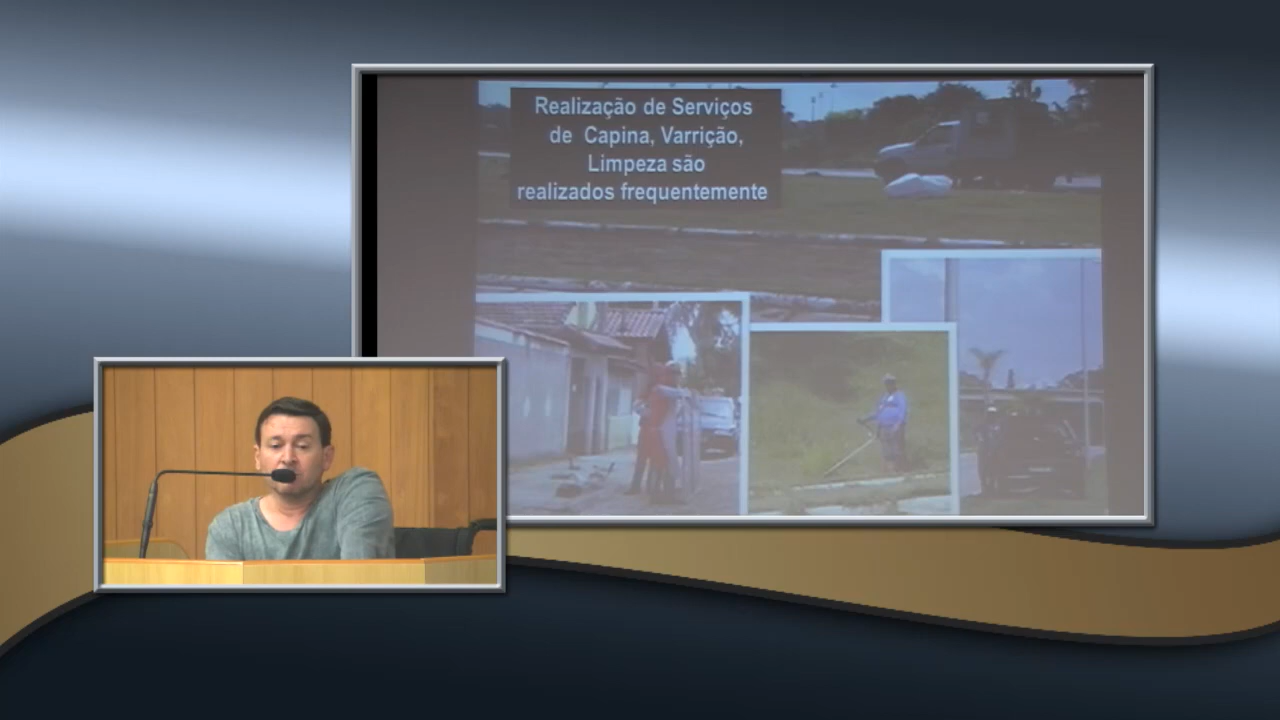 Realização de Serviços
de Capina, Varrição,
Limpeza são
realizados frequentemente